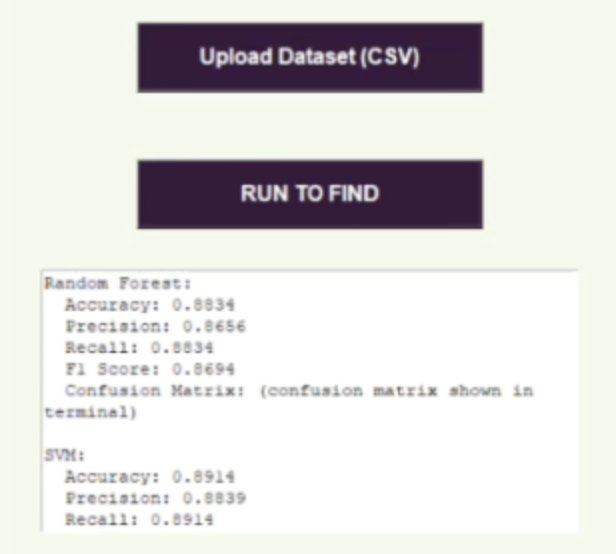 Upload Dataset (CSV)
RUN TO FIND
Random Forest:
Accuracy: 0.8834
Precision: 0.8656
Recall: 0.8834
F1 Score: 0.8694
Confusion Matrix: (confusion matrix shown in
terminal)
SVM:
Accuracy: 0.8914
Precision: 0.8839
Recall: 0.8914